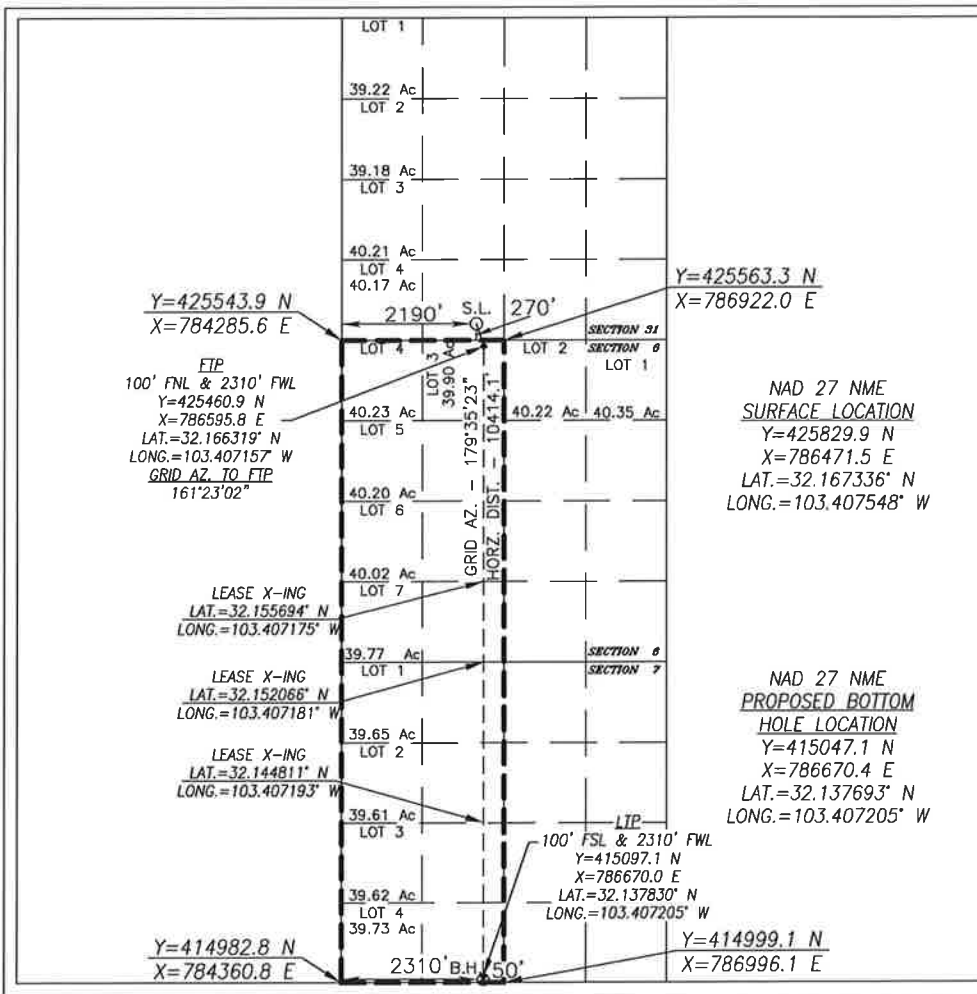 LOT 1
39.22 Ac
LOT 2
39.18 Ac
LOT 3
40.21 Ac
LOT 4
40.17 Ac
Y=425543.9 N
X=784285.6 E
2190'
S.L.
270'
Y=425563.3 N
X=786922.0 E
SECTION 31
SECTION 6
LOT 4
LOT 3
39.90 Ac
LOT 2
LOT 1
FTP
100' FNL & 2310' FWL
Y=425460.9 N
X=786595.8 E
LAT.=32.166319° N
LONG.=103.407157° W
GRID AZ. TO FTP
161°23'02"
40.23 Ac
LOT 5
40.22 Ac
40.35 Ac
GRID AZ. - 179°35'23"
HORZ. DIST. - 10414.1'
NAD 27 NME
SURFACE LOCATION
Y=425829.9 N
X=786471.5 E
LAT.=32.167336° N
LONG.=103.407548° W
40.20 Ac
LOT 6
40.02 Ac
LOT 7
LEASE X-ING
LAT.=32.155694° N
LONG.=103.407175° W
39.77 Ac
LOT 1
SECTION 6
SECTION 7
LEASE X-ING
LAT.=32.152066° N
LONG.=103.407181° W
39.65 Ac
LOT 2
LEASE X-ING
LAT.=32.144811° N
LONG.=103.407193° W
39.61 Ac
LOT 3
NAD 27 NME
PROPOSED BOTTOM
HOLE LOCATION
Y=415047.1 N
X=786670.4 E
LAT.=32.137693° N
LONG.=103.407205° W
LTP
100' FSL & 2310' FWL
Y=415097.1 N
X=786670.0 E
LAT.=32.137830° N
LONG.=103.407205° W
39.62 Ac
LOT 4
39.73 Ac
Y=414982.8 N
X=784360.8 E
2310'
B.H.
50'
Y=414999.1 N
X=786996.1 E